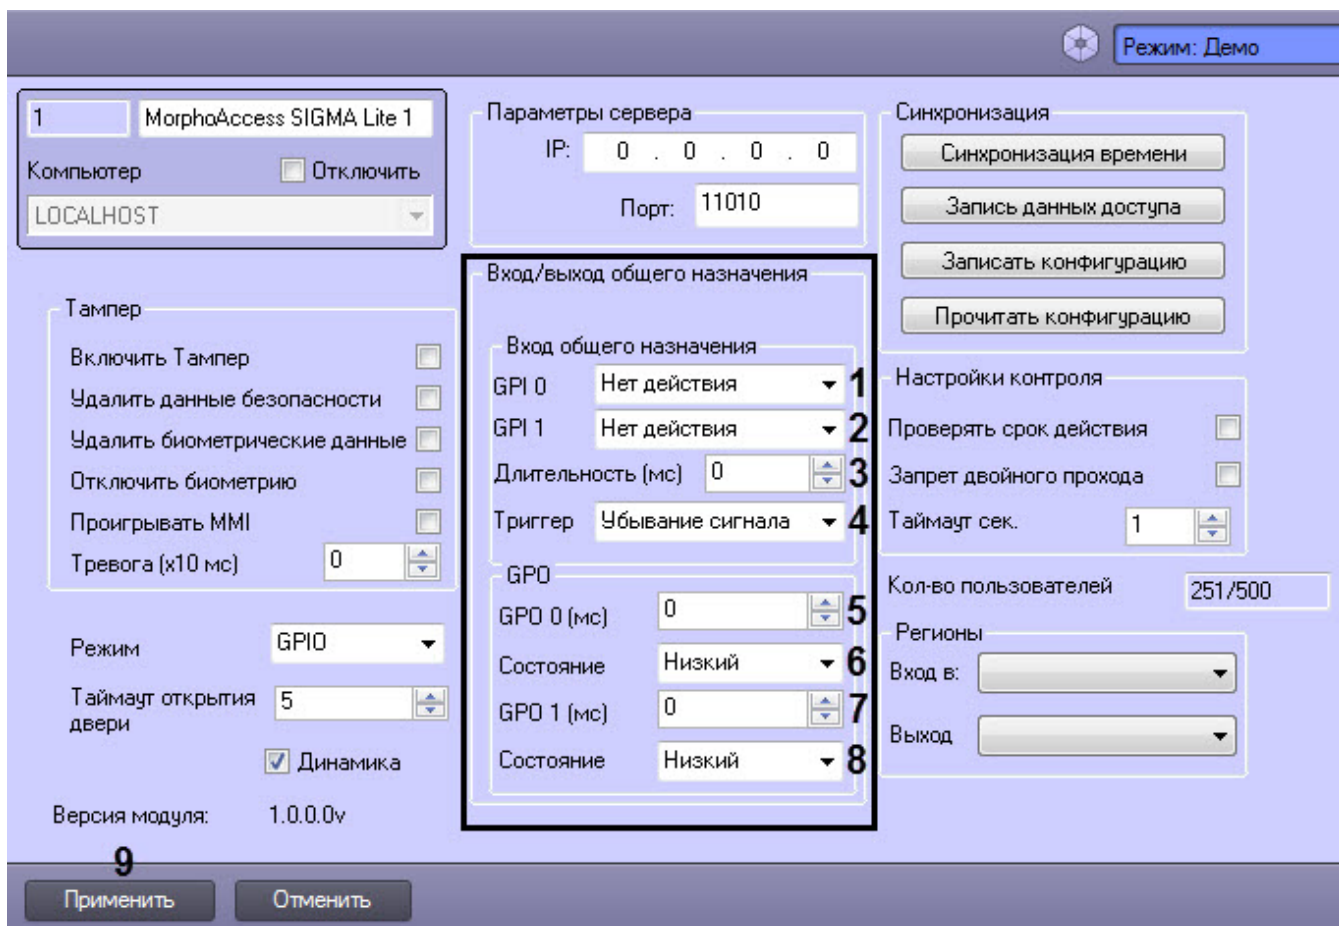 Режим: Демо
1 MorphoAccess SIGMA Lite 1
Компьютер Отключить
LOCALHOST
Тампер
Включить Тампер
Удалить данные безопасности
Удалить биометрические данные
Отключить биометрию
Проигрывать MMI
Тревога (x10 мс) 0
Режим GPIO
Таймаут открытия 5
двери
Динамика
Версия модуля: 1.0.0.0v
Параметры сервера
IP: 0 . 0 . 0 . 0
Порт: 11010
Вход/выход общего назначения
Вход общего назначения
GPI 0 Нет действия 1
GPI 1 Нет действия 2
Длительность (мс) 0 3
Триггер Убывание сигнала 4
GPO
GPO 0 (мс) 0 5
Состояние Низкий 6
GPO 1 (мс) 0 7
Состояние Низкий 8
Синхронизация
Синхронизация времени
Запись данных доступа
Записать конфигурацию
Прочитать конфигурацию
Настройки контроля
Проверять срок действия
Запрет двойного прохода
Таймаут сек. 1
Кол-во пользователей 251/500
Регионы
Вход в:
Выход
9
Применить Отменить